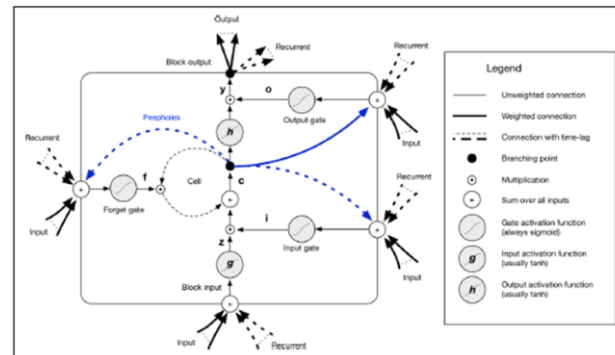 Output
Recurrent
Block output
Recurrent
y
o
Output gate
h
Peepholes
Input
Recurrent
Cell
c
f
Forget gate
Recurrent
i
Input gate
z
Input
g
Input
Block input
Input
Recurrent
Legend
Unweighted connection
Weighted connection
Connection with time-lag
Branching point
Multiplication
Sum over all inputs
Gate activation function
(always sigmoid)
g
Input activation function
(usually tanh)
h
Output activation function
(usually tanh)